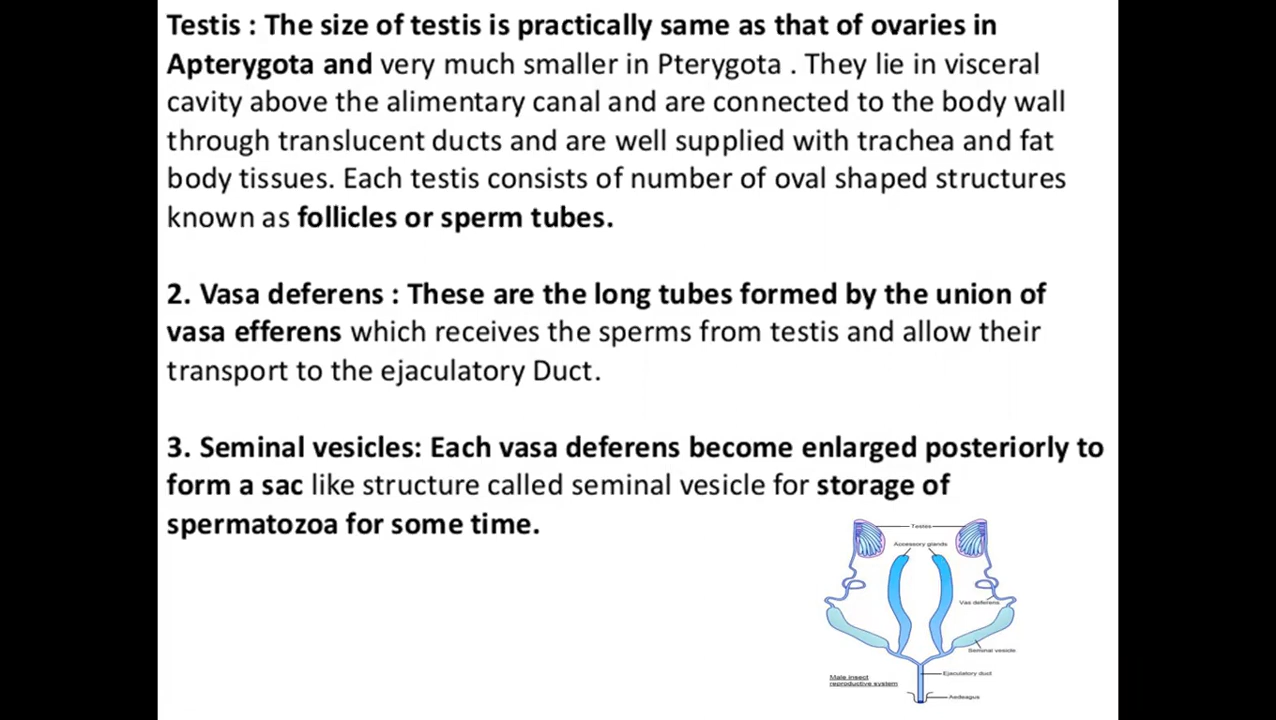 Testis : The size of testis is practically same as that of ovaries in
Apterygota and very much smaller in Pterygota . They lie in visceral
cavity above the alimentary canal and are connected to the body wall
through translucent ducts and are well supplied with trachea and fat
body tissues. Each testis consists of number of oval shaped structures
known as follicles or sperm tubes.
2. Vasa deferens : These are the long tubes formed by the union of
vasa efferens which receives the sperms from testis and allow their
transport to the ejaculatory Duct.
3. Seminal vesicles: Each vasa deferens become enlarged posteriorly to
form a sac like structure called seminal vesicle for storage of
spermatozoa for some time.
Testes
Accessory glands
Vas deferens
Seminal vesicle
Ejaculatory duct
Male insect
reproductive system
Aedeagus